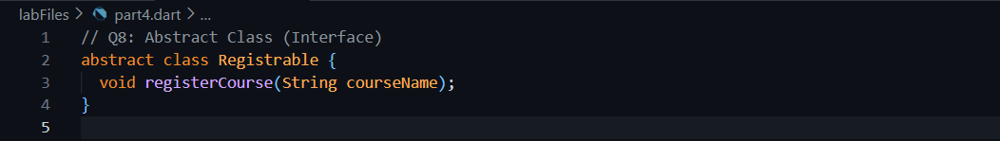 labFiles > part4.dart > ...
1 // Q8: Abstract Class (Interface)
2 abstract class Registrable {
3 void registerCourse(String courseName);
4 }
5